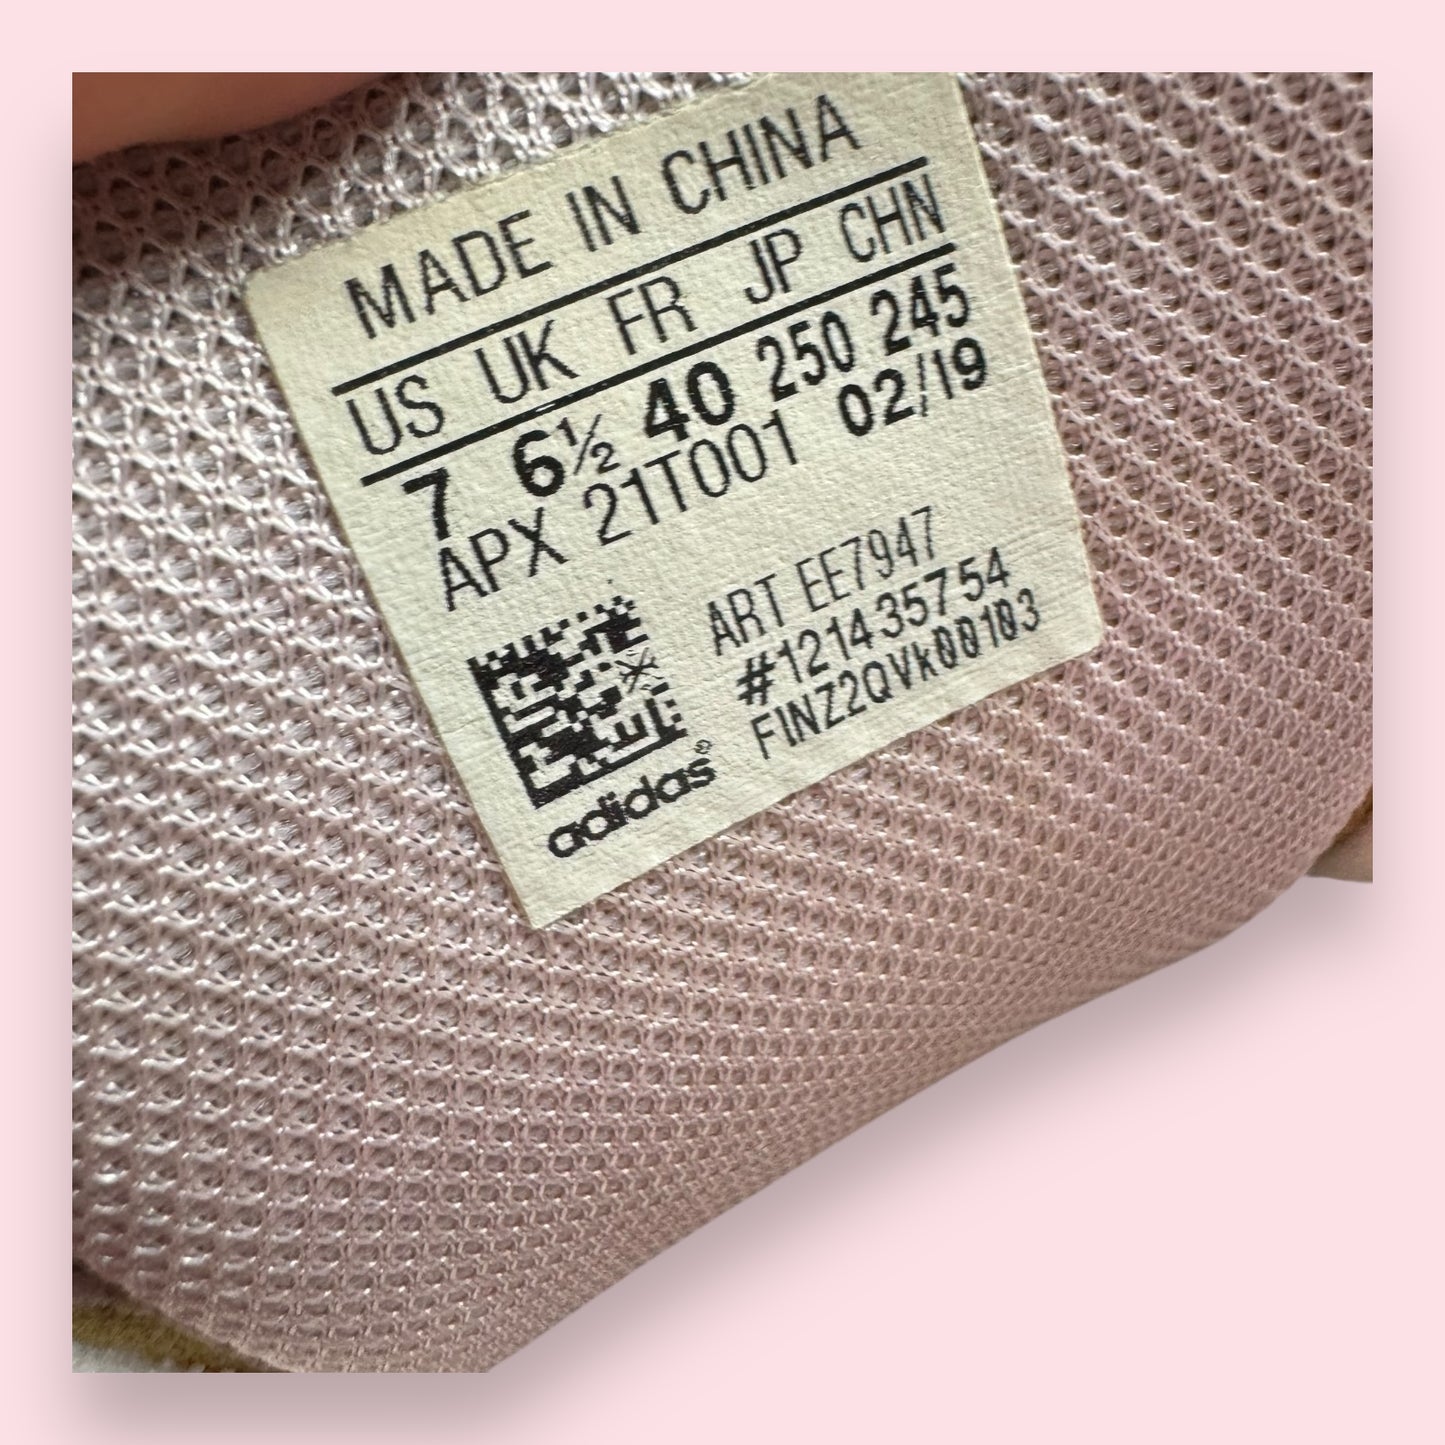 MADE IN CHINA
US UK FR JP CHN
7 6½ 40 250 245
APX 21T001 02/19
ART EE7947
#121435754
FINZ2QVk00103
adidas®